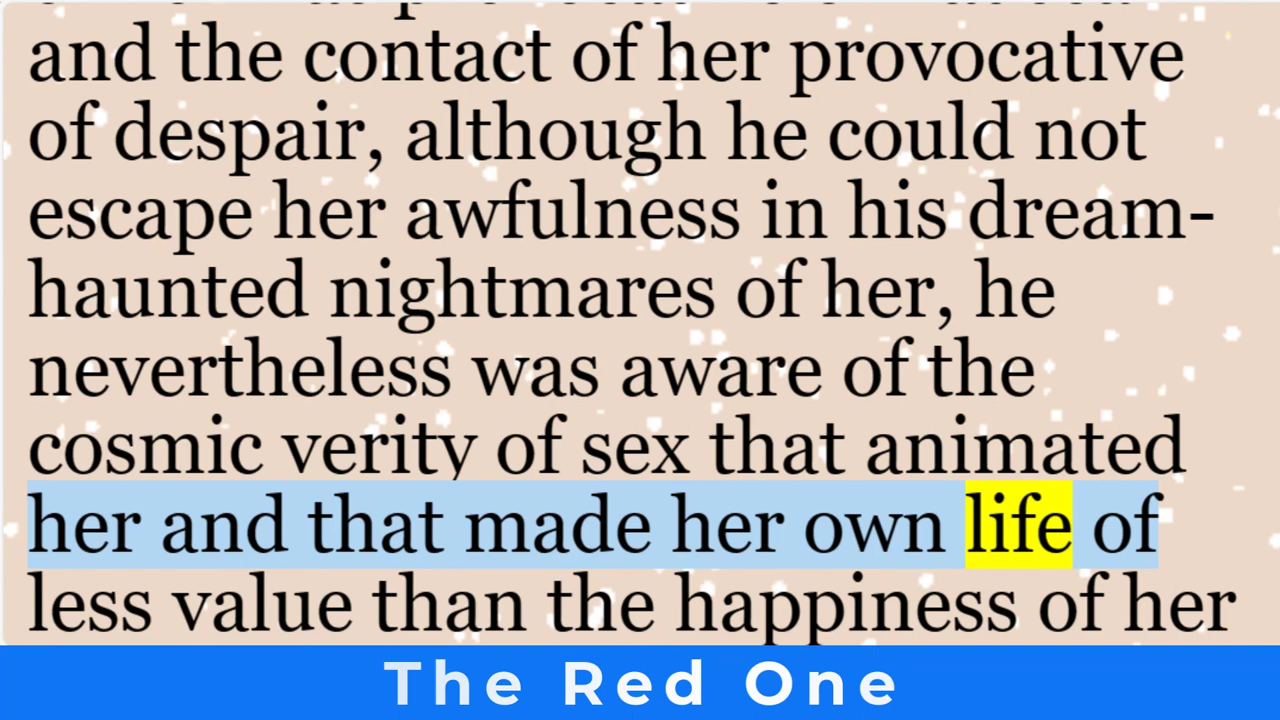 and the contact of her provocative
of despair, although he could not
escape her awfulness in his dream-
haunted nightmares of her, he
nevertheless was aware of the
cosmic verity of sex that animated
her and that made her own life of
less value than the happiness of her
The Red One